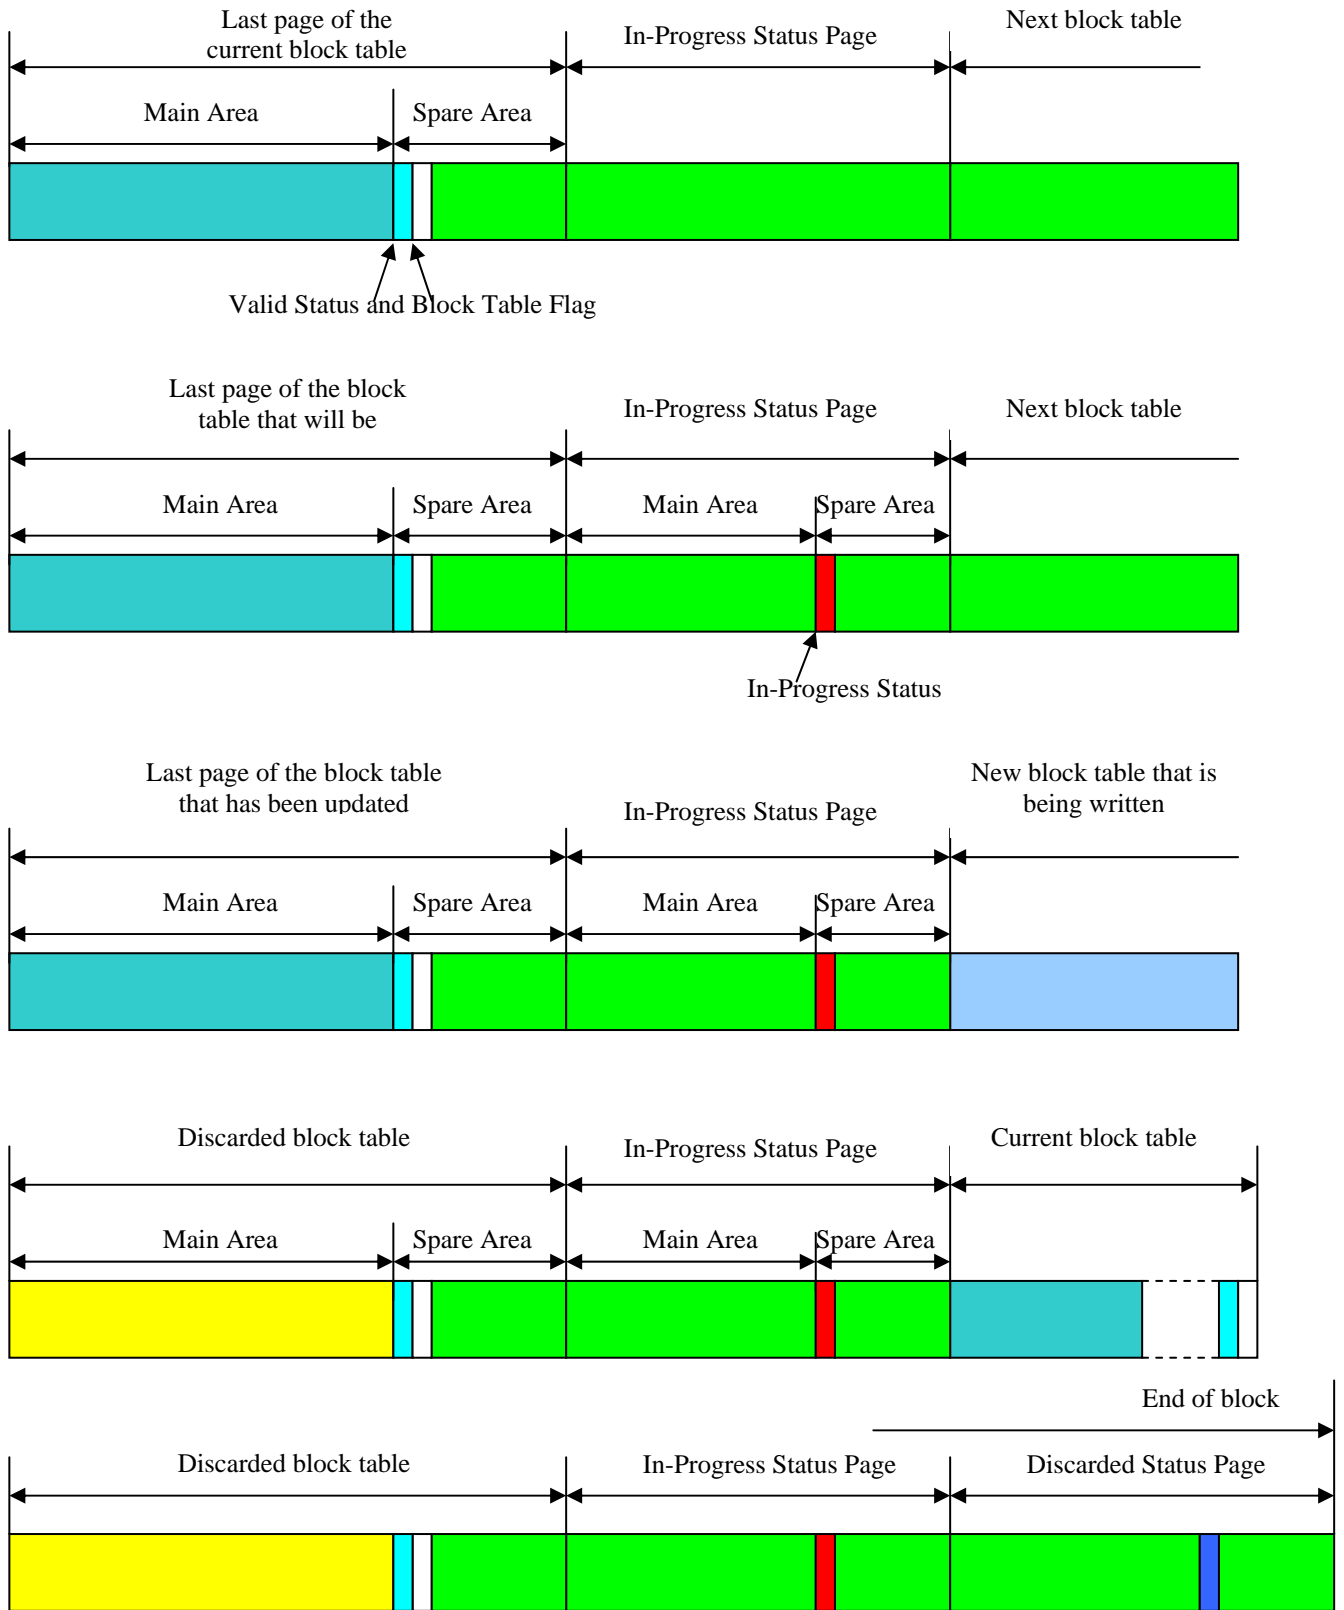 Last page of the
current block table
In-Progress Status Page
Next block table
Main Area
Spare Area
Valid Status and Block Table Flag
Last page of the block
table that will be
In-Progress Status Page
Next block table
Main Area
Spare Area
Main Area
Spare Area
In-Progress Status
Last page of the block table
that has been updated
In-Progress Status Page
New block table that is
being written
Main Area
Spare Area
Main Area
Spare Area
Discarded block table
In-Progress Status Page
Current block table
Main Area
Spare Area
Main Area
Spare Area
End of block
Discarded block table
In-Progress Status Page
Discarded Status Page